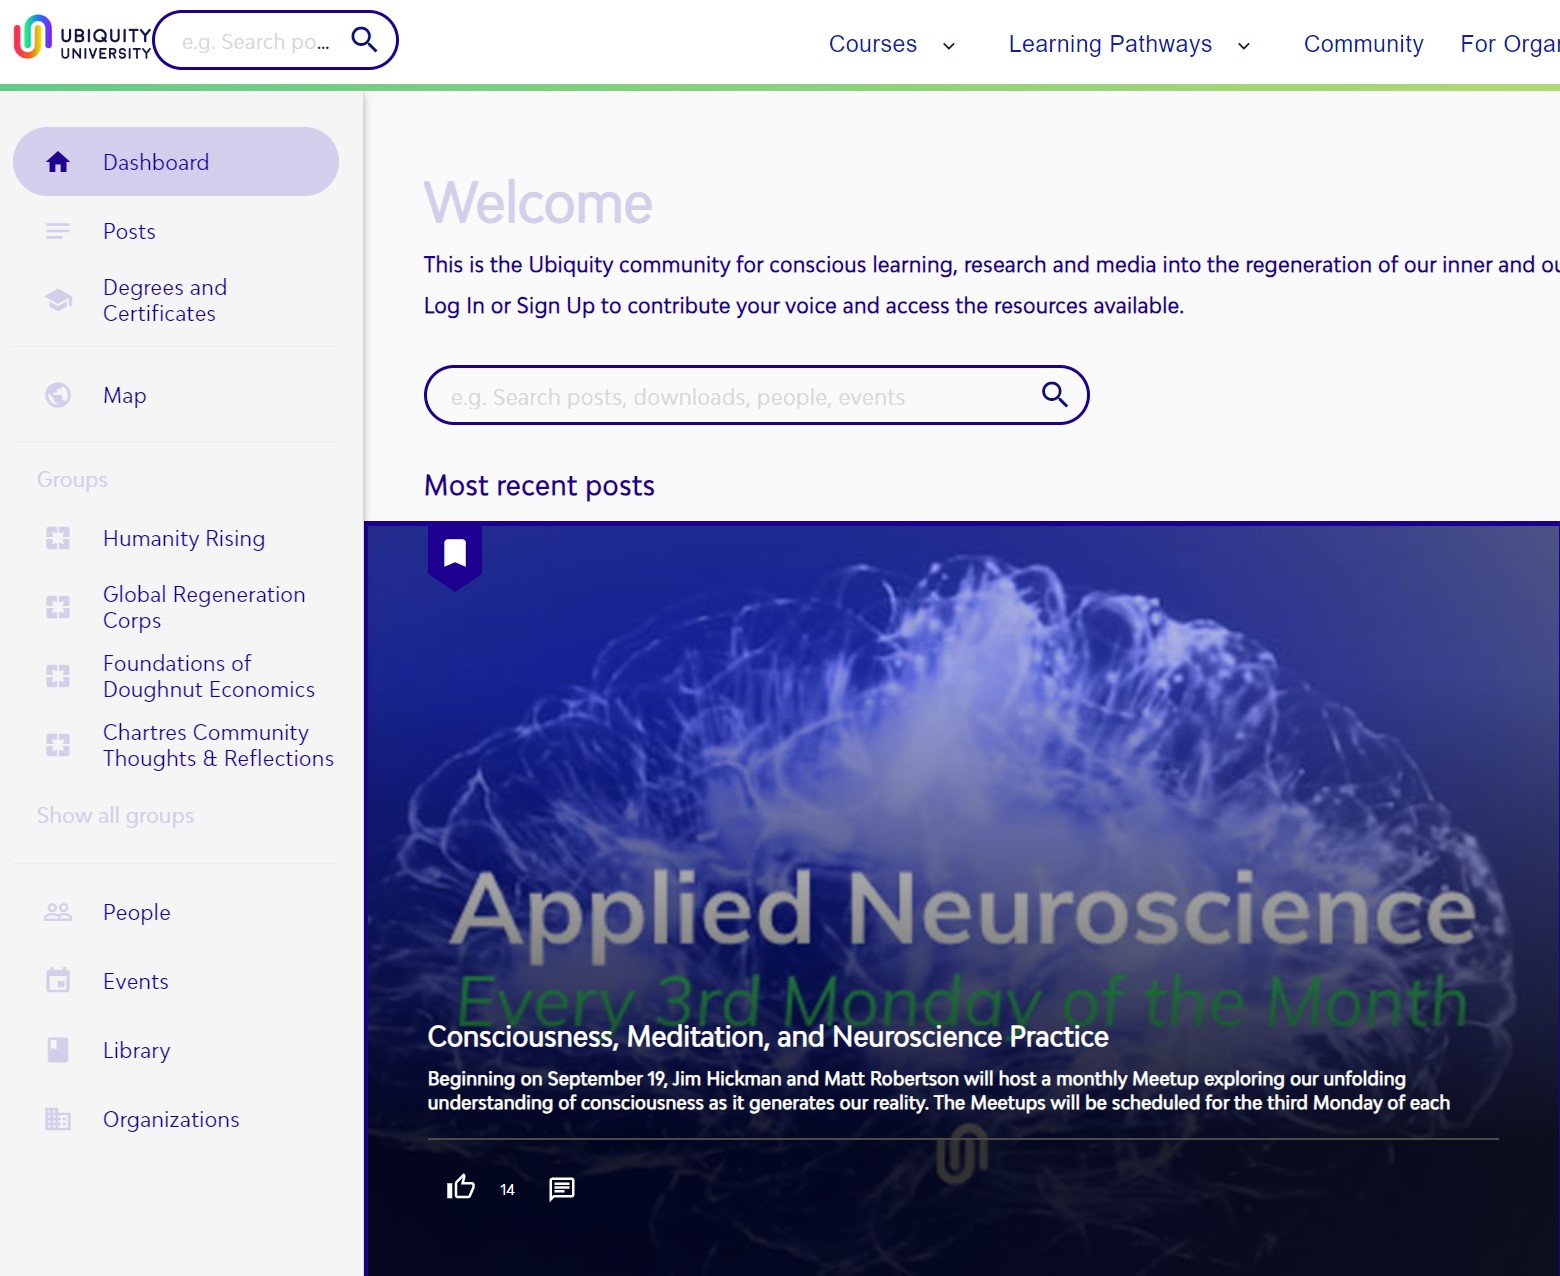 UBIQUITY
UNIVERSITY
e.g. Search po...
Courses
Learning Pathways
Community
For Orgar
Dashboard
Posts
Degrees and
Certificates
Map
Groups
Humanity Rising
Global Regeneration
Corps
Foundations of
Doughnut Economics
Chartres Community
Thoughts & Reflections
Show all groups
People
Events
Library
Organizations
Welcome
This is the Ubiquity community for conscious learning, research and media into the regeneration of our inner and ou
Log In or Sign Up to contribute your voice and access the resources available.
e.g. Search posts, downloads, people, events
Most recent posts
Applied Neuroscience
Every 3rd Monday of the Month
Consciousness, Meditation, and Neuroscience Practice
Beginning on September 19, Jim Hickman and Matt Robertson will host a monthly Meetup exploring our unfolding
understanding of consciousness as it generates our reality. The Meetups will be scheduled for the third Monday of each
14